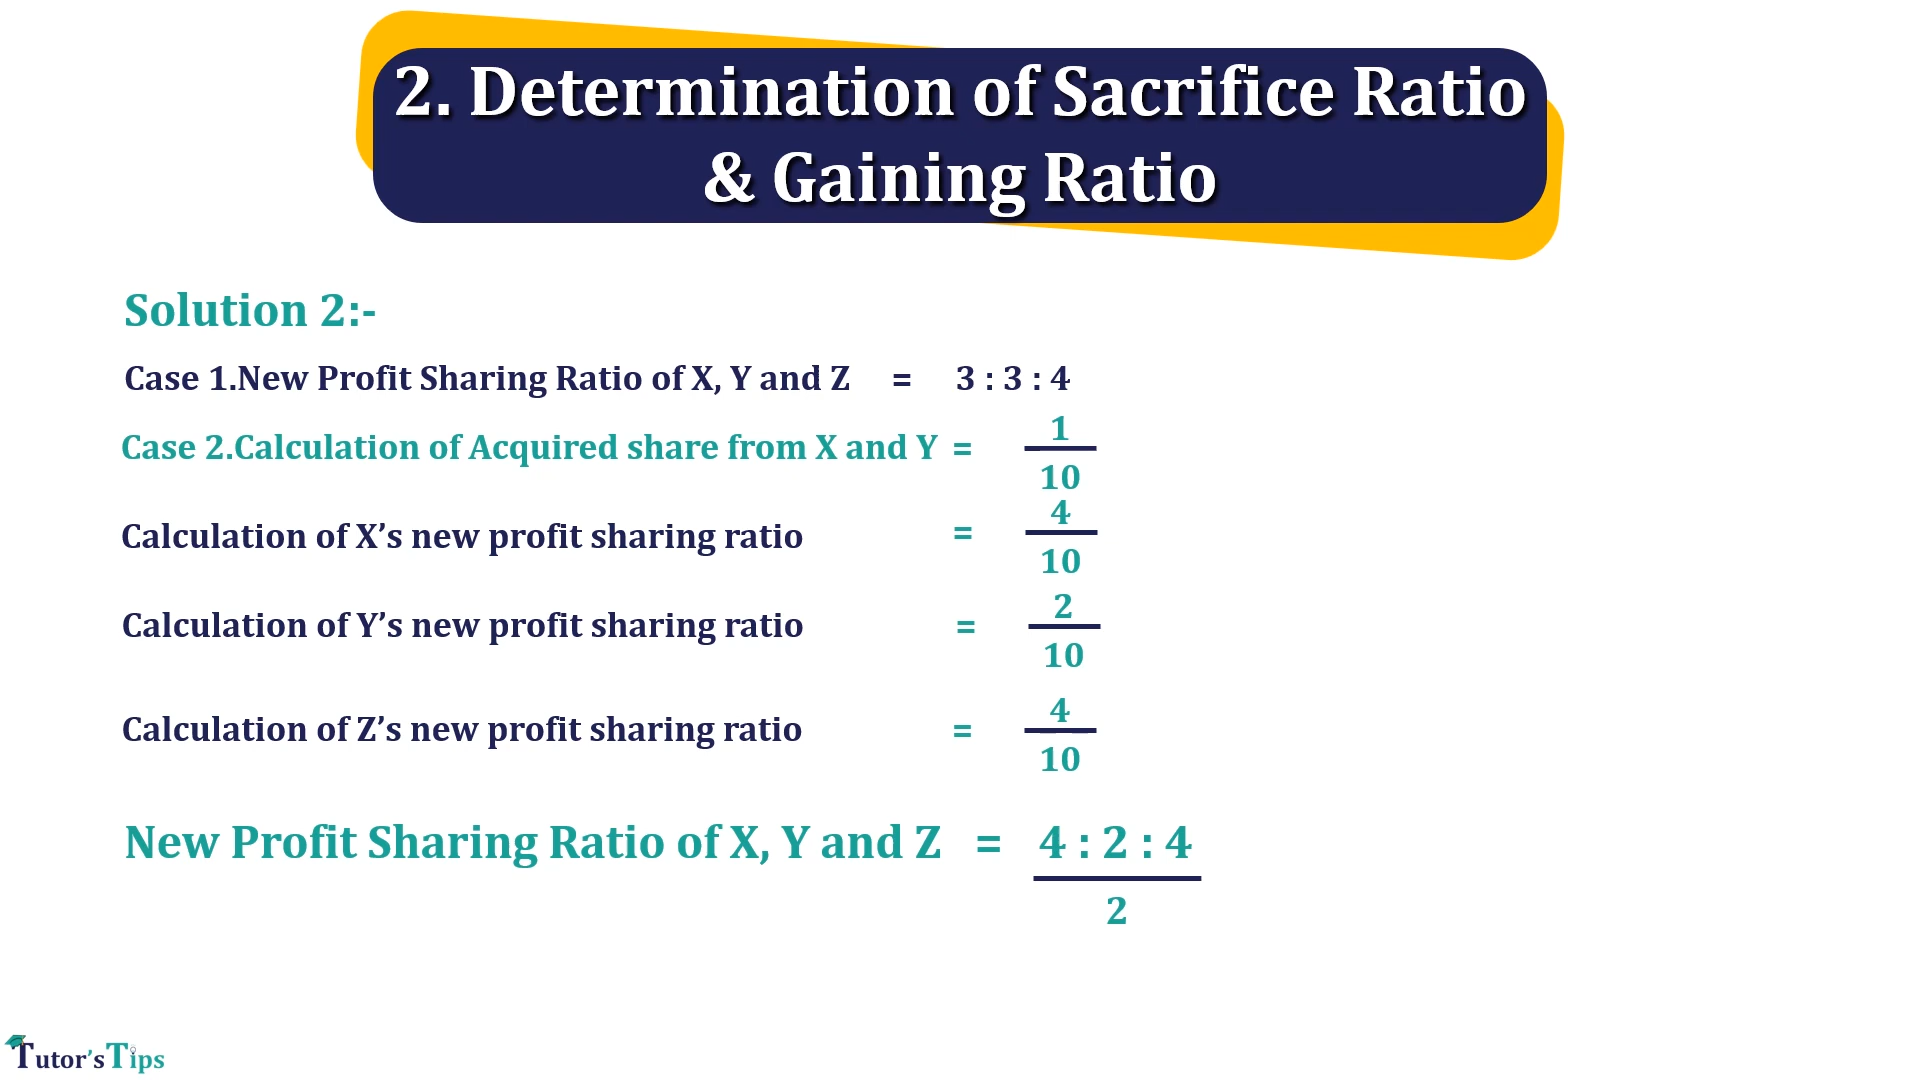 2. Determination of Sacrifice Ratio
& Gaining Ratio
Solution 2:-
Case 1.New Profit Sharing Ratio of X, Y and Z = 3 : 3 : 4
Case 2.Calculation of Acquired share from X and Y = 1
10
Calculation of X’s new profit sharing ratio = 4
10
Calculation of Y’s new profit sharing ratio = 2
10
Calculation of Z’s new profit sharing ratio = 4
10
New Profit Sharing Ratio of X, Y and Z = 4 : 2 : 4
2
Tutor’sTips